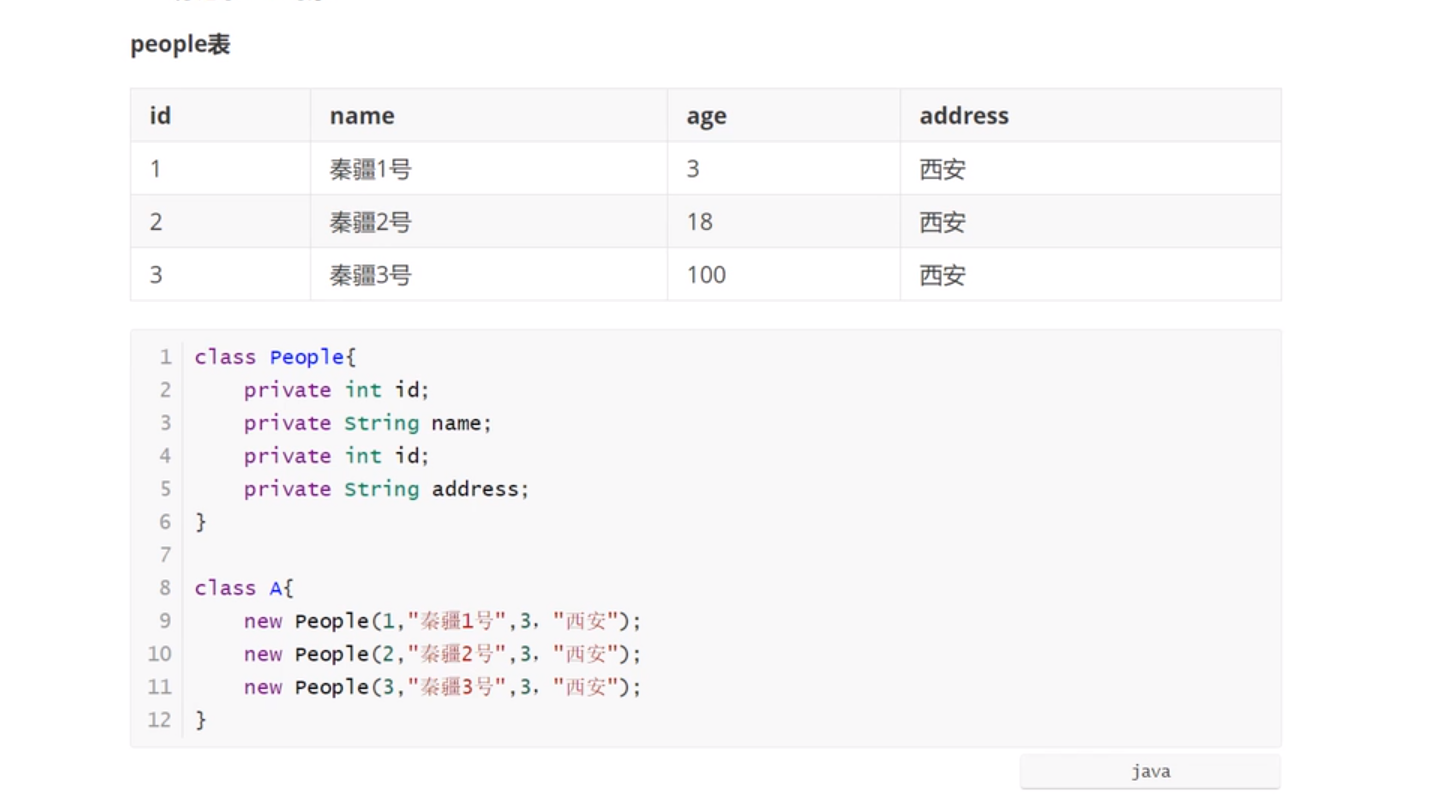 people表
id name age address
1 秦疆1号 3 西安
2 秦疆2号 18 西安
3 秦疆3号 100 西安
1 class People{
2 private int id;
3 private String name;
4 private int id;
5 private String address;
6 }
7
8 class A{
9 new People(1,"秦疆1号",3，"西安");
10 new People(2,"秦疆2号",3，"西安");
11 new People(3,"秦疆3号",3，"西安");
12 }
java